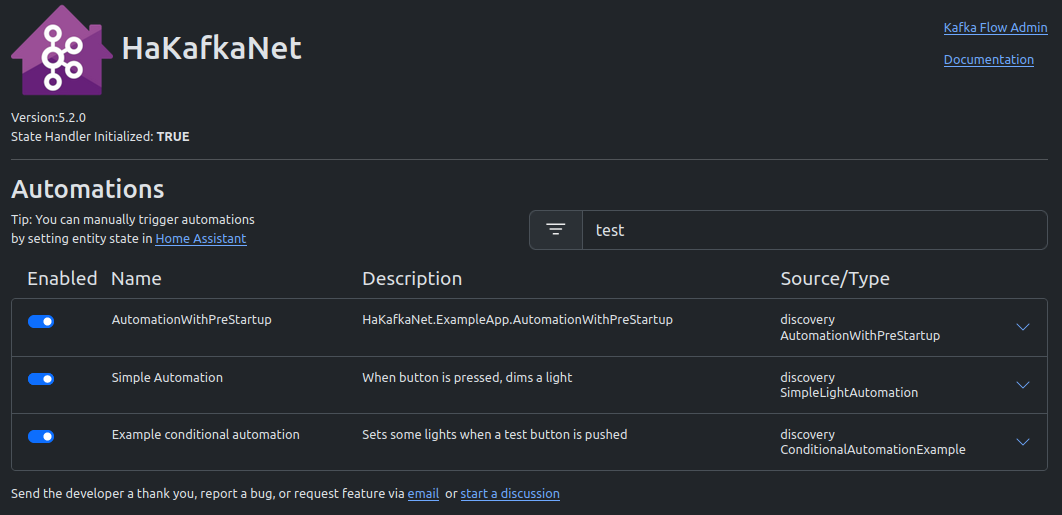 HaKafkaNet
Kafka Flow Admin
Documentation
Version:5.2.0
State Handler Initialized: TRUE
Automations
Tip: You can manually trigger automations
by setting entity state in Home Assistant
test
Enabled Name Description Source/Type
AutomationWithPreStartup HaKafkaNet.ExampleApp.AutomationWithPreStartup discovery
AutomationWithPreStartup
Simple Automation When button is pressed, dims a light discovery
SimpleLightAutomation
Example conditional automation Sets some lights when a test button is pushed discovery
ConditionalAutomationExample
Send the developer a thank you, report a bug, or request feature via email or start a discussion